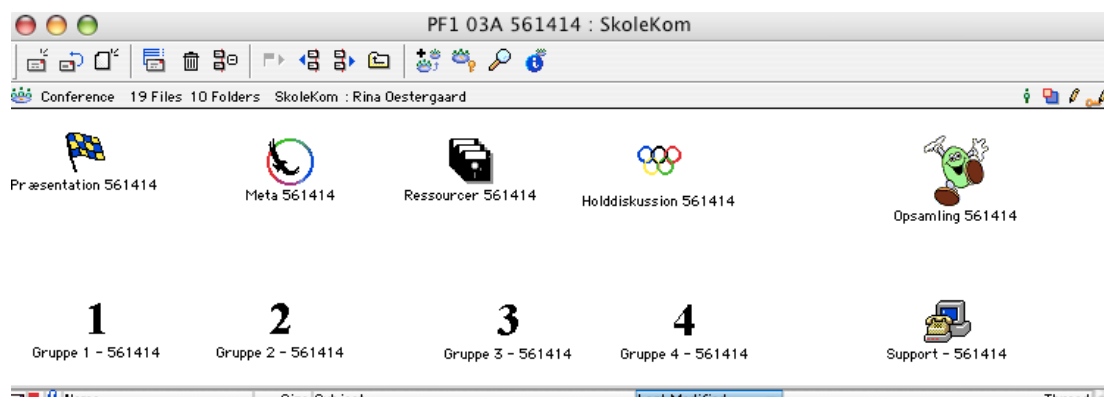 PF1 03A 561414 : SkoleKom
Conference 19 Files 10 Folders SkoleKom : Rina Oestergaard
Præsentation 561414
Meta 561414
Ressourcer 561414
Holddiskussion 561414
Opsamling 561414
1
2
3
4
Gruppe 1 - 561414
Gruppe 2 - 561414
Gruppe 3 - 561414
Gruppe 4 - 561414
Support - 561414